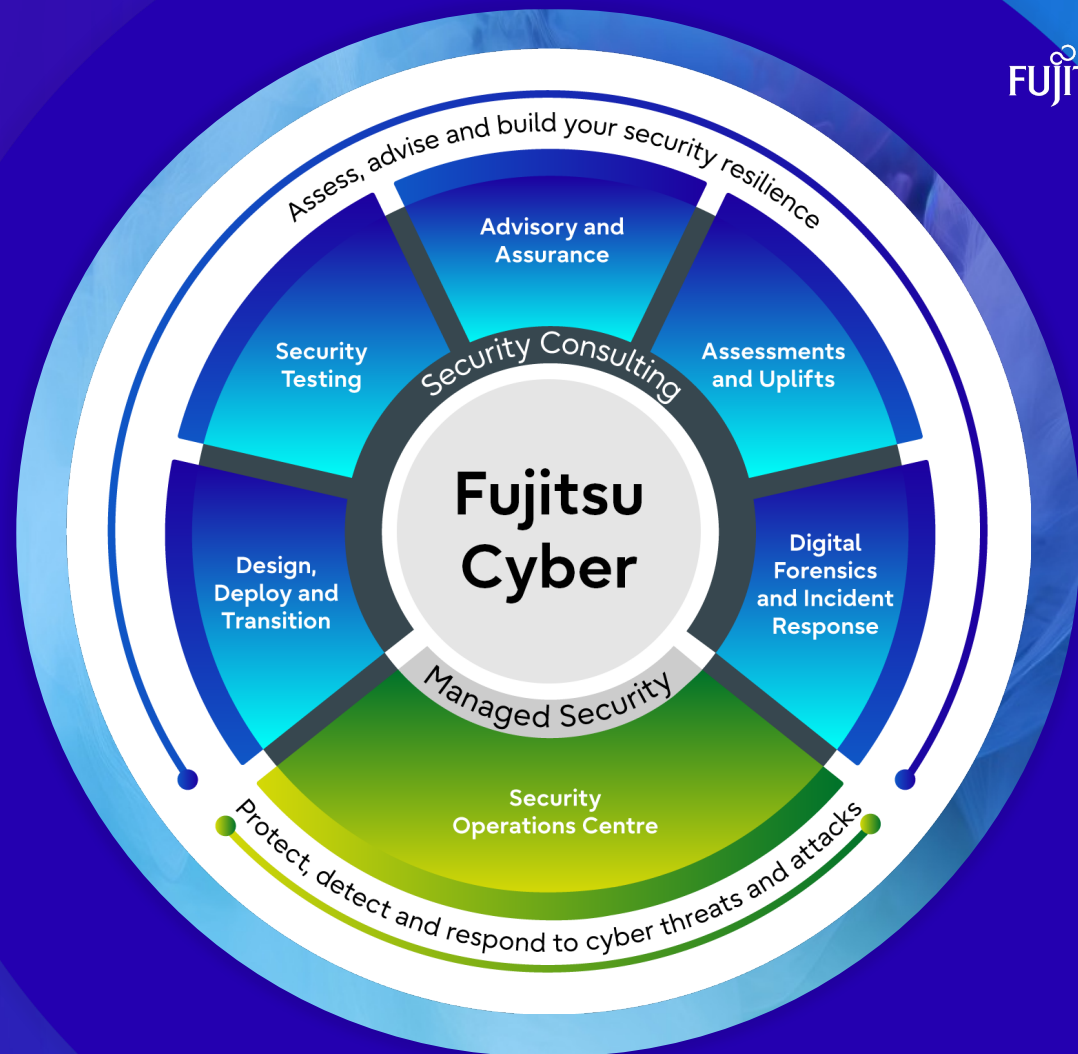 Assess, advise and build your security resilience
Advisory and
Assurance
Security
Testing
Assessments
and Uplifts
Security Consulting
Fujitsu
Cyber
Design,
Deploy and
Transition
Digital
Forensics
and Incident
Response
Managed Security
Security
Operations Centre
Protect, detect and respond to cyber threats and attacks